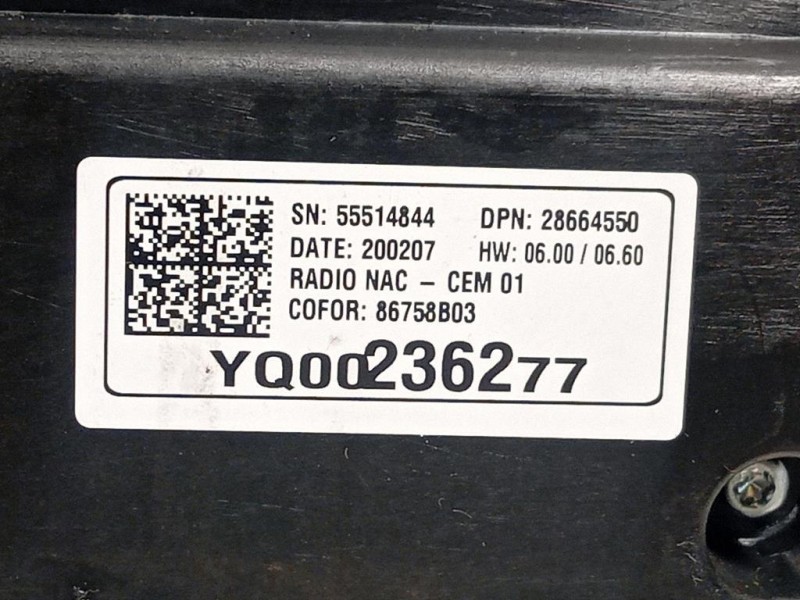 SN: 55514844 DPN: 28664550
DATE: 200207 HW: 06.00 / 06.60
RADIO NAC - CEM 01
COFOR: 86758B03
YQ00236277